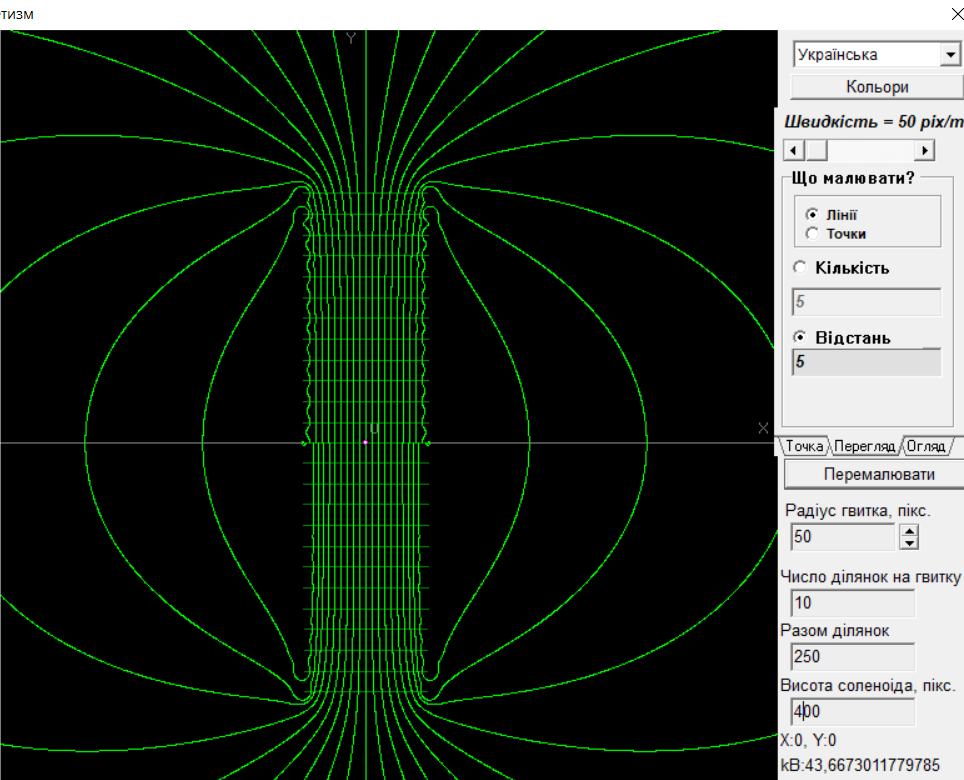 тизм
Y
U
X
Українська
Кольори
Швидкість = 50 pix/m
Що малювати?
Лінії
Точки
Кількість
5
Відстань
5
Точка Перегляд Огляд
Перемалювати
Радіус гвитка, пікс.
50
Число ділянок на гвитку
10
Разом ділянок
250
Висота соленоіда, пікс.
400
X:0, Y:0
kB:43,6673011779785